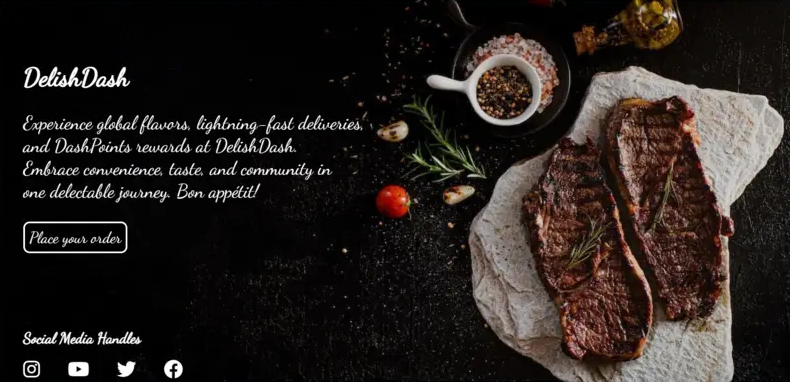 DelishDash
Experience global flavors, lightning-fast deliveries,
and DashPoints rewards at DelishDash.
Embrace convenience, taste, and community in
one delectable journey. Bon appétit!
Place your order
Social Media Handles